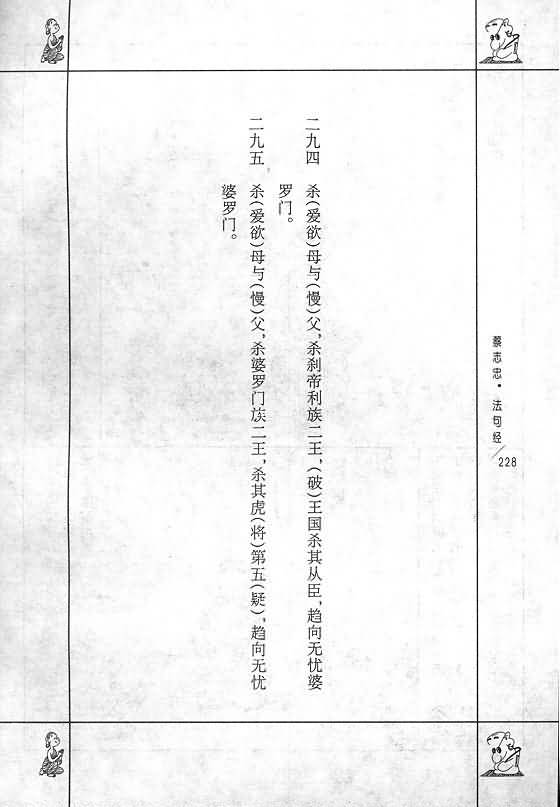 二九四 杀(爱欲)母与(慢)父,杀刹帝利族二王,(破)王国杀其从臣,趋向无忧婆
罗门。
二九五 杀(爱欲)母与(慢)父,杀婆罗门族二王,杀其虎(将)第五(疑),趋向无忧
婆罗门。
蔡志忠·法句经/228